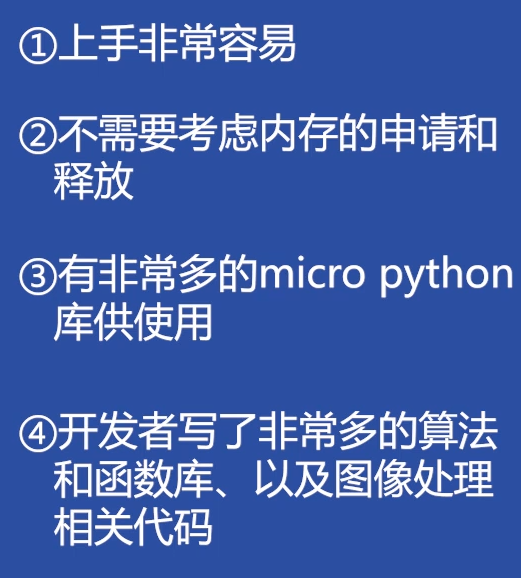 ①上手非常容易
②不需要考虑内存的申请和
释放
③有非常多的micro python
库供使用
④开发者写了非常多的算法
和函数库、以及图像处理
相关代码